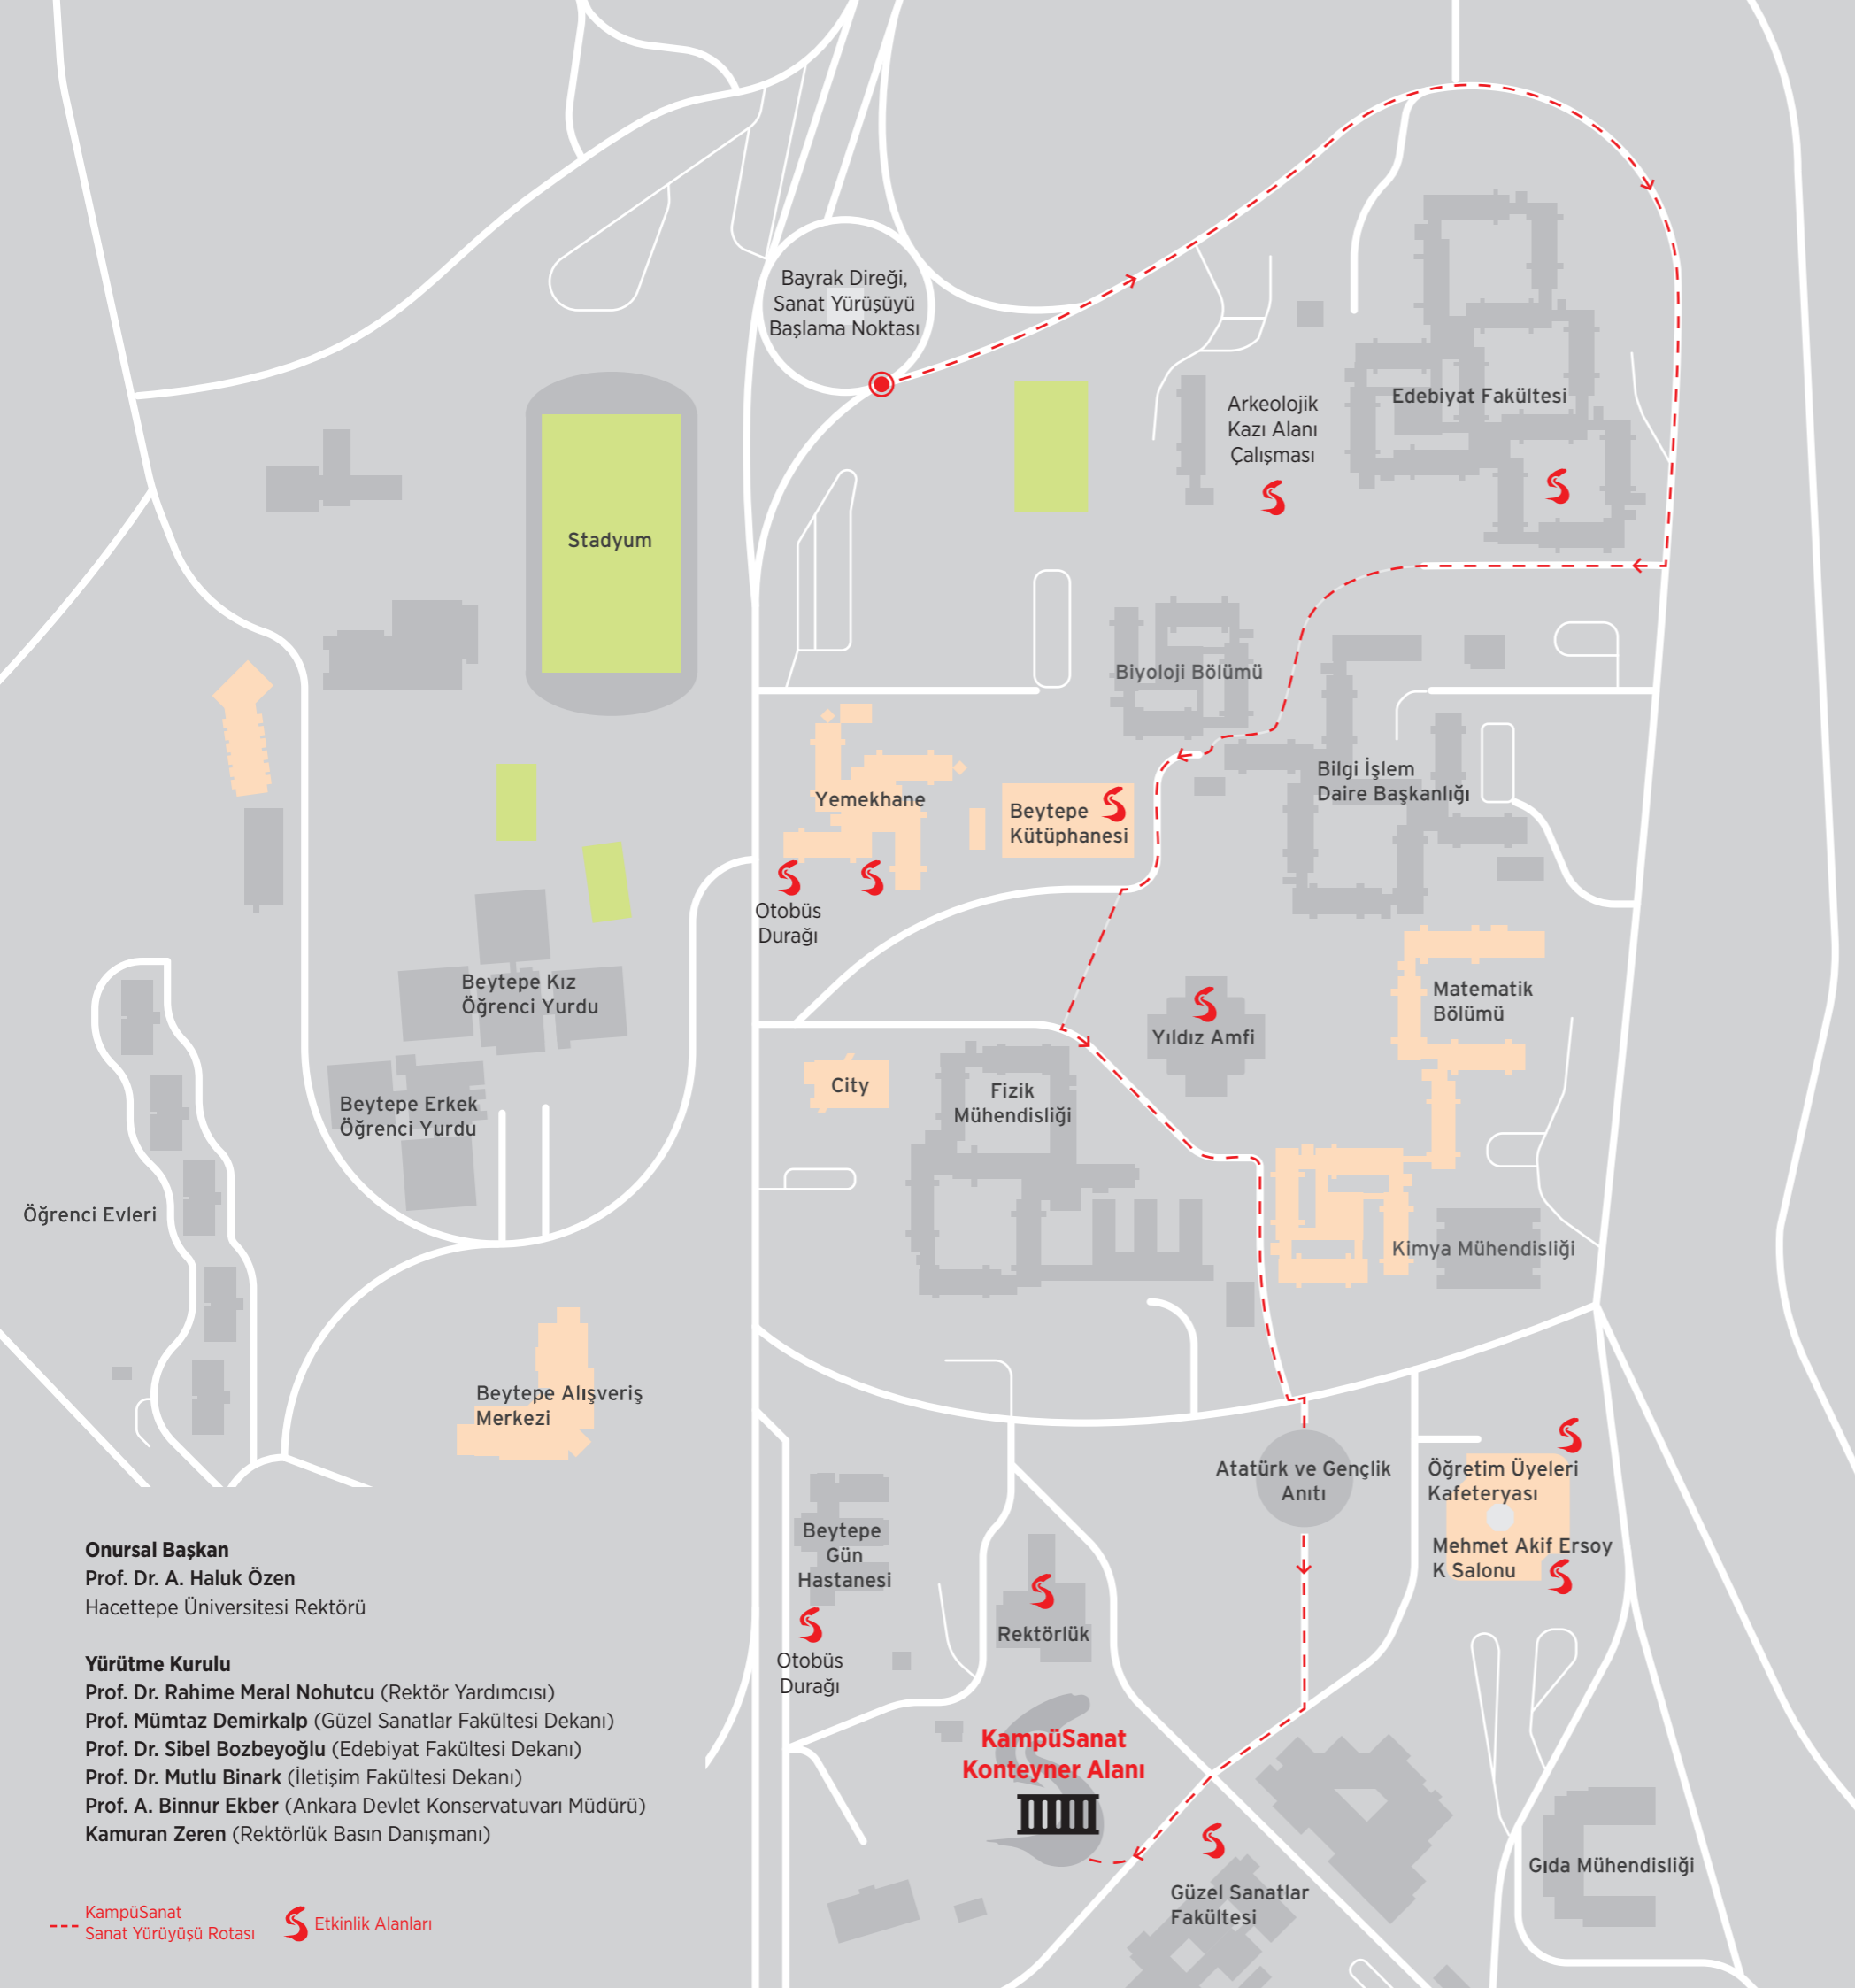 Bayrak Direği,
Sanat Yürüşüyü
Başlama Noktası
Arkeolojik
Kazı Alanı
Çalışması
Edebiyat Fakültesi
Stadyum
Biyoloji Bölümü
Bilgi İşlem
Daire Başkanlığı
Yemekhane
Beytepe
Kütüphanesi
Otobüs
Durağı
Beytepe Kız
Öğrenci Yurdu
Matematik
Bölümü
Yıldız Amfi
City
Fizik
Mühendisliği
Beytepe Erkek
Öğrenci Yurdu
Öğrenci Evleri
Kimya Mühendisliği
Beytepe Alışveriş
Merkezi
Atatürk ve Gençlik
Anıtı
Öğretim Üyeleri
Kafeteryası
Mehmet Akif Ersoy
K Salonu
Beytepe
Gün
Hastanesi
Rektörlük
Otobüs
Durağı
KampüSanat
Konteyner Alanı
Güzel Sanatlar
Fakültesi
Gıda Mühendisliği
Onursal Başkan
Prof. Dr. A. Haluk Özen
Hacettepe Üniversitesi Rektörü
Yürütme Kurulu
Prof. Dr. Rahime Meral Nohutcu (Rektör Yardımcısı)
Prof. Mümtaz Demirkalp (Güzel Sanatlar Fakültesi Dekanı)
Prof. Dr. Sibel Bozbeyoğlu (Edebiyat Fakültesi Dekanı)
Prof. Dr. Mutlu Binark (İletişim Fakültesi Dekanı)
Prof. A. Binnur Ekber (Ankara Devlet Konservatuvarı Müdürü)
Kamuran Zeren (Rektörlük Basın Danışmanı)
KampüSanat
Sanat Yürüyüşü Rotası
Etkinlik Alanları